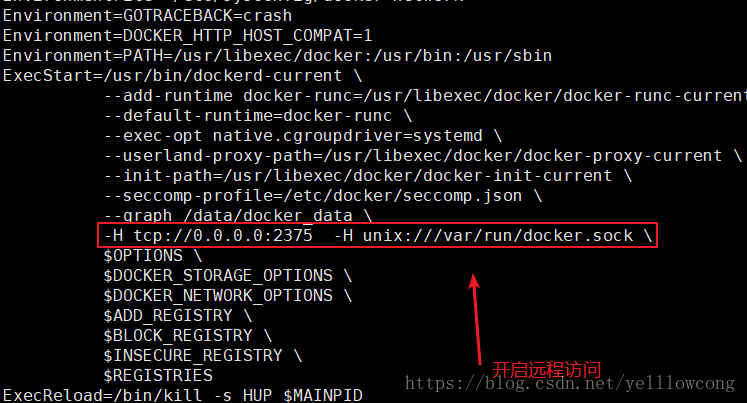 Environment=GOTRACEBACK=crash
Environment=DOCKER_HTTP_HOST_COMPAT=1
Environment=PATH=/usr/libexec/docker:/usr/bin:/usr/sbin
ExecStart=/usr/bin/dockerd-current \
--add-runtime docker-runc=/usr/libexec/docker/docker-runc-current
--default-runtime=docker-runc \
--exec-opt native.cgroupdriver=systemd \
--userland-proxy-path=/usr/libexec/docker/docker-proxy-current \
--init-path=/usr/libexec/docker/docker-init-current \
--seccomp-profile=/etc/docker/seccomp.json \
--graph /data/docker_data \
-H tcp://0.0.0.0:2375  -H unix:///var/run/docker.sock \
$OPTIONS \
$DOCKER_STORAGE_OPTIONS \
$DOCKER_NETWORK_OPTIONS \
$ADD_REGISTRY \
$BLOCK_REGISTRY \
$INSECURE_REGISTRY \
开启远程访问
$REGISTRIES
https://blog.csdn.net/yelllowcong
ExecReload=/bin/kill -s HUP $MAINPID